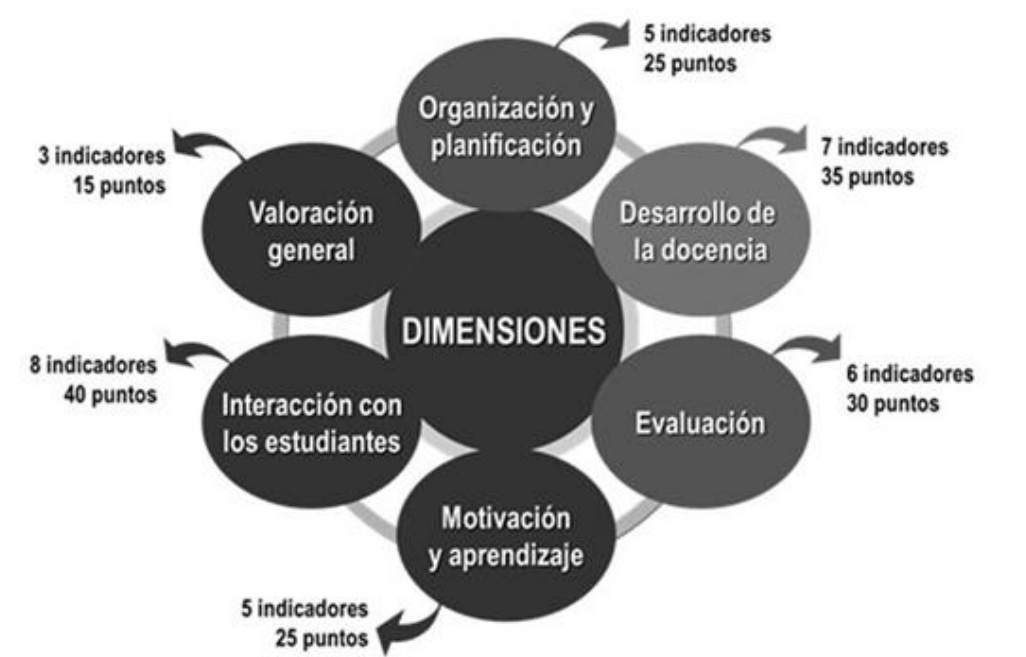 5 indicadores
25 puntos
Organización y
planificación
7 indicadores
35 puntos
Desarrollo de
la docencia
6 indicadores
30 puntos
Evaluación
Motivación
y aprendizaje
5 indicadores
25 puntos
8 indicadores
40 puntos
Interacción con
los estudiantes
3 indicadores
15 puntos
Valoración
general
DIMENSIONES